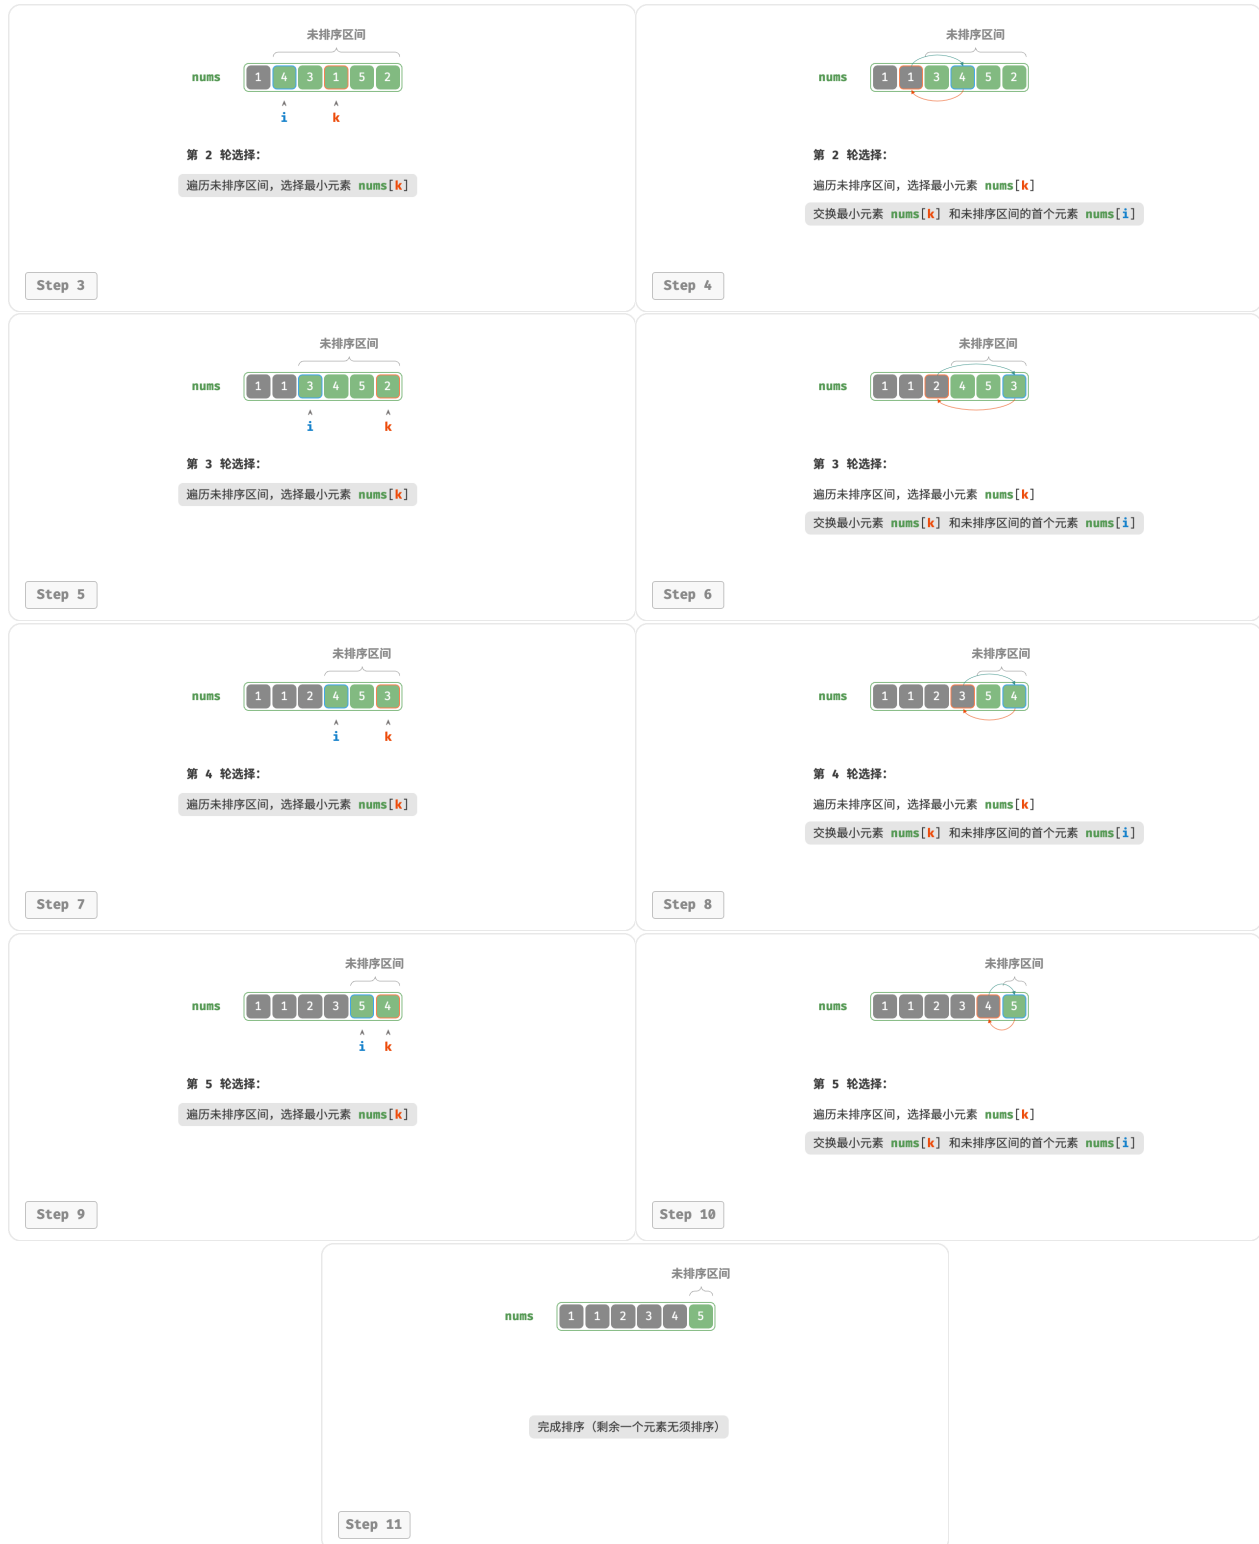 未排序区间
nums 1 4 3 1 5 2
i k
第 2 轮选择：
遍历未排序区间，选择最小元素 nums[k]
Step 3
未排序区间
nums 1 1 3 4 5 2
第 2 轮选择：
遍历未排序区间，选择最小元素 nums[k]
交换最小元素 nums[k] 和未排序区间的首个元素 nums[i]
Step 4
未排序区间
nums 1 1 3 4 5 2
i k
第 3 轮选择：
遍历未排序区间，选择最小元素 nums[k]
Step 5
未排序区间
nums 1 1 2 4 5 3
第 3 轮选择：
遍历未排序区间，选择最小元素 nums[k]
交换最小元素 nums[k] 和未排序区间的首个元素 nums[i]
Step 6
未排序区间
nums 1 1 2 4 5 3
i k
第 4 轮选择：
遍历未排序区间，选择最小元素 nums[k]
Step 7
未排序区间
nums 1 1 2 3 5 4
第 4 轮选择：
遍历未排序区间，选择最小元素 nums[k]
交换最小元素 nums[k] 和未排序区间的首个元素 nums[i]
Step 8
未排序区间
nums 1 1 2 3 5 4
i k
第 5 轮选择：
遍历未排序区间，选择最小元素 nums[k]
Step 9
未排序区间
nums 1 1 2 3 4 5
第 5 轮选择：
遍历未排序区间，选择最小元素 nums[k]
交换最小元素 nums[k] 和未排序区间的首个元素 nums[i]
Step 10
未排序区间
nums 1 1 2 3 4 5
完成排序（剩余一个元素无须排序）
Step 11